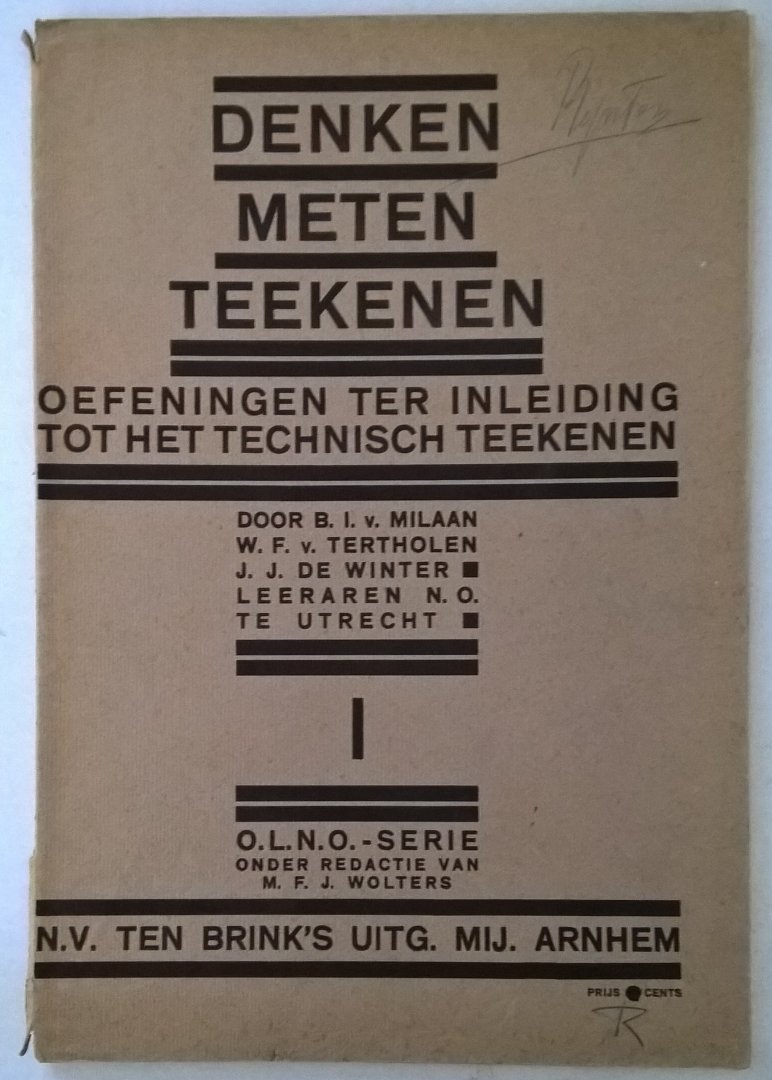 DENKEN
METEN
TEEKENEN
OEFENINGEN TER INLEIDING
TOT HET TECHNISCH TEEKENEN
DOOR B. I. v. MILAAN
W. F. v. TERTHOLEN
J. J. DE WINTER ■
LEERAREN N. O.
TE UTRECHT ■
I
O.L.N.O.-SERIE
ONDER REDACTIE VAN
M. F. J. WOLTERS
N.V. TEN BRINK'S UITG. MIJ. ARNHEM
PRIJS CENTS
R